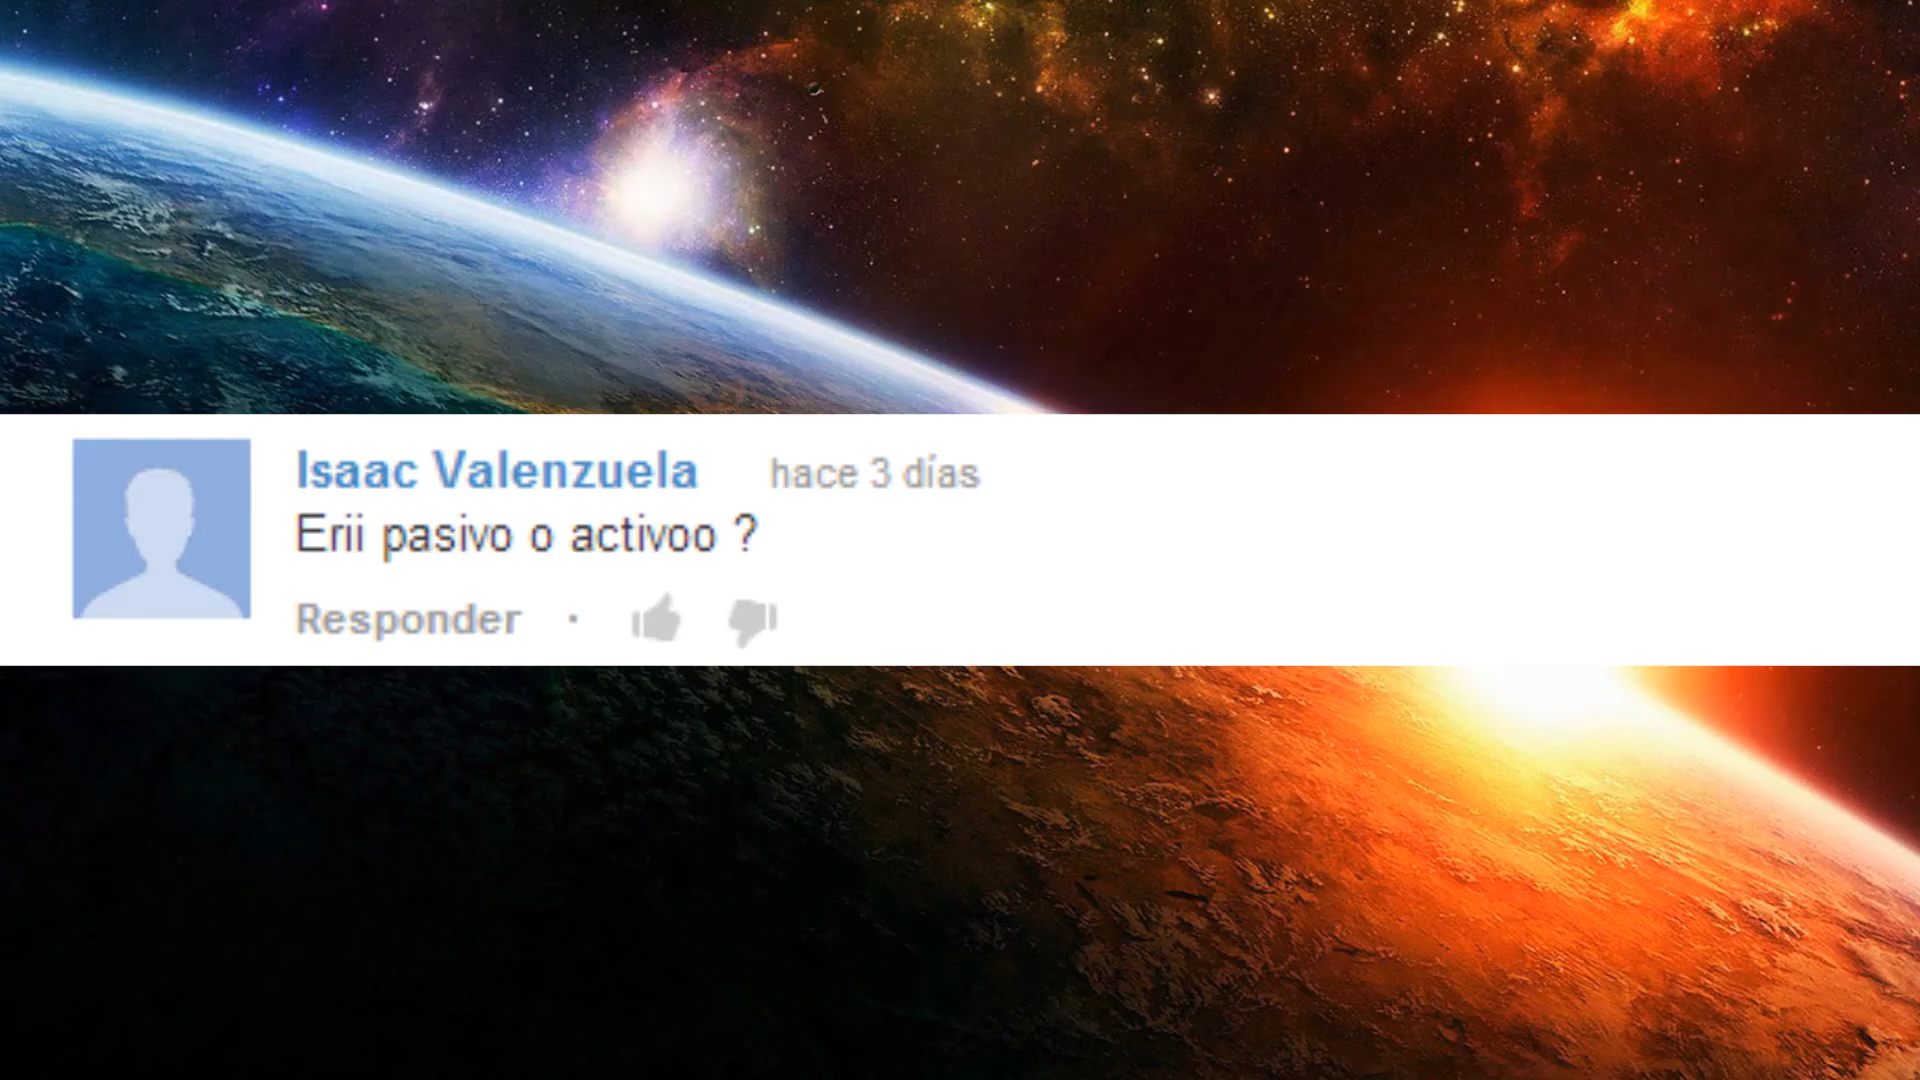 Isaac Valenzuela hace 3 días
Erii pasivo o activoo ?
Responder ·